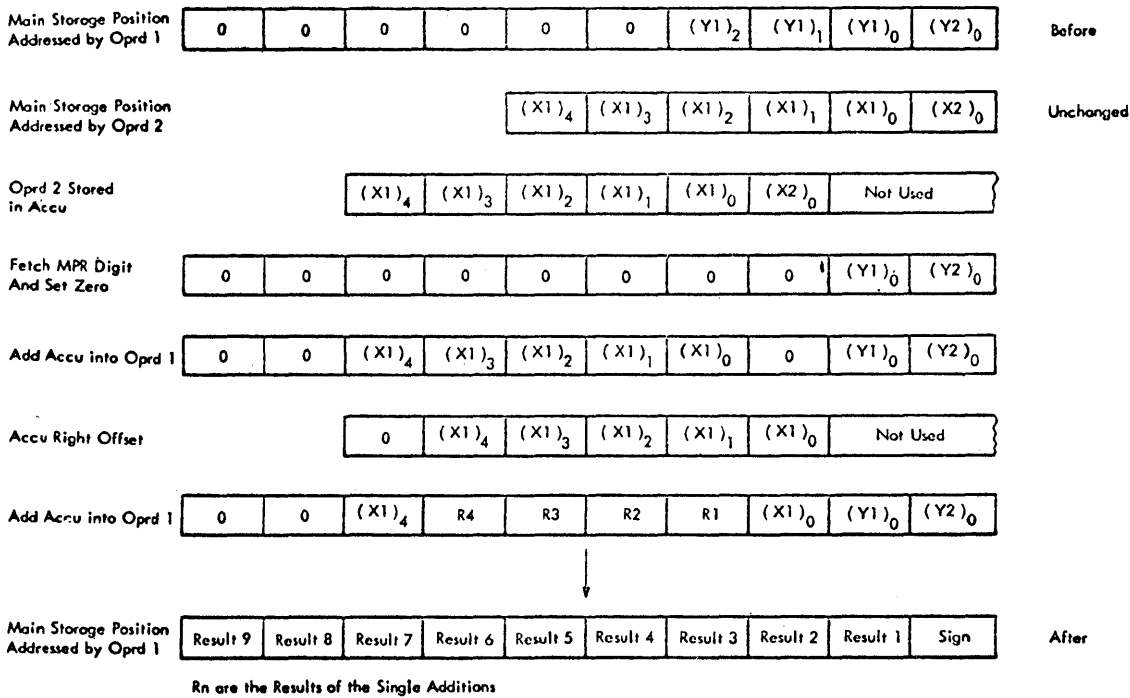 Main Storage Position
Addressed by Oprd 1
0 0 0 0 0 0 (Y1)2 (Y1)1 (Y1)0 (Y2)0
Before
Main Storage Position
Addressed by Oprd 2
(X1)4 (X1)3 (X1)2 (X1)1 (X1)0 (X2)0
Unchanged
Oprd 2 Stored
in Accu
(X1)4 (X1)3 (X1)2 (X1)1 (X1)0 (X2)0 Not Used
Fetch MPR Digit
And Set Zero
0 0 0 0 0 0 0 0 (Y1)0 (Y2)0
Add Accu into Oprd 1
0 0 (X1)4 (X1)3 (X1)2 (X1)1 (X1)0 0 (Y1)0 (Y2)0
Accu Right Offset
0 (X1)4 (X1)3 (X1)2 (X1)1 (X1)0 Not Used
Add Accu into Oprd 1
0 0 (X1)4 R4 R3 R2 R1 (X1)0 (Y1)0 (Y2)0
Main Storage Position
Addressed by Oprd 1
Result 9 Result 8 Result 7 Result 6 Result 5 Result 4 Result 3 Result 2 Result 1 Sign
After
Rn are the Results of the Single Additions